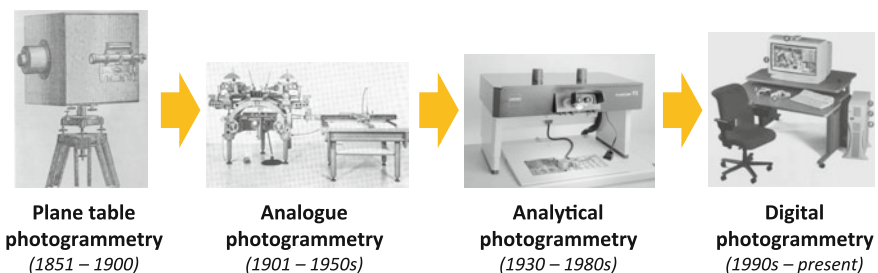 Plane table
photogrammetry
(1851 – 1900)
Analogue
photogrammetry
(1901 – 1950s)
Analytical
photogrammetry
(1930 – 1980s)
Digital
photogrammetry
(1990s – present)